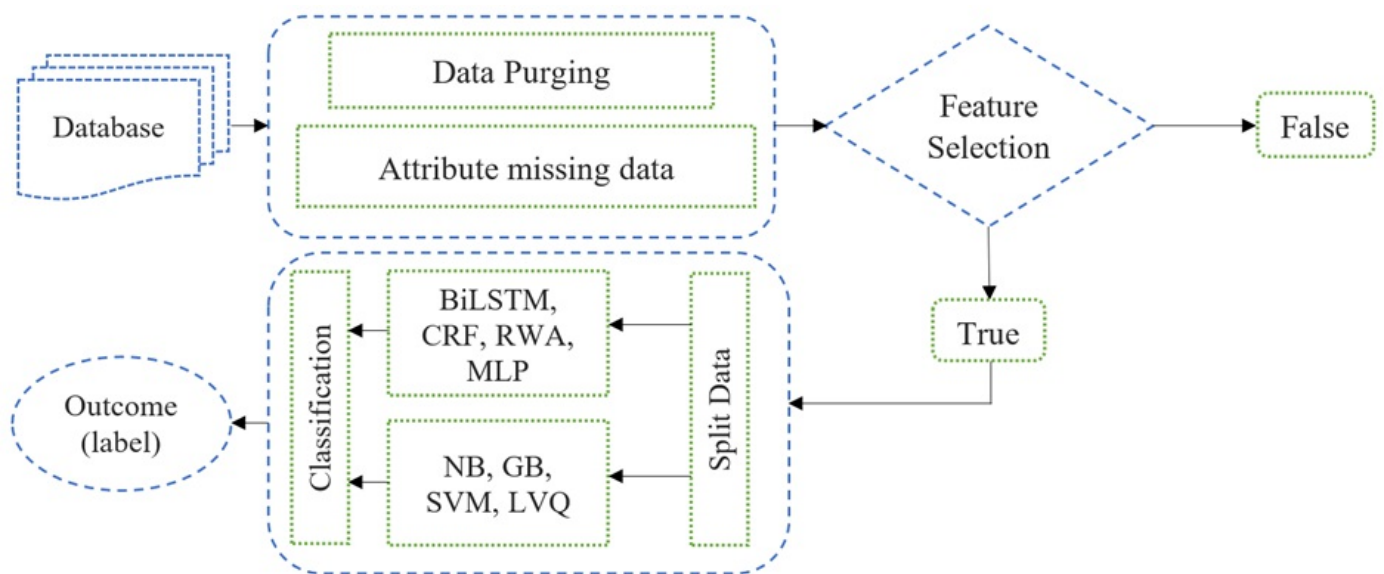 Database
Data Purging
Attribute missing data
Feature
Selection
False
True
Split Data
BiLSTM,
CRF, RWA,
MLP
NB, GB,
SVM, LVQ
Classification
Outcome
(label)